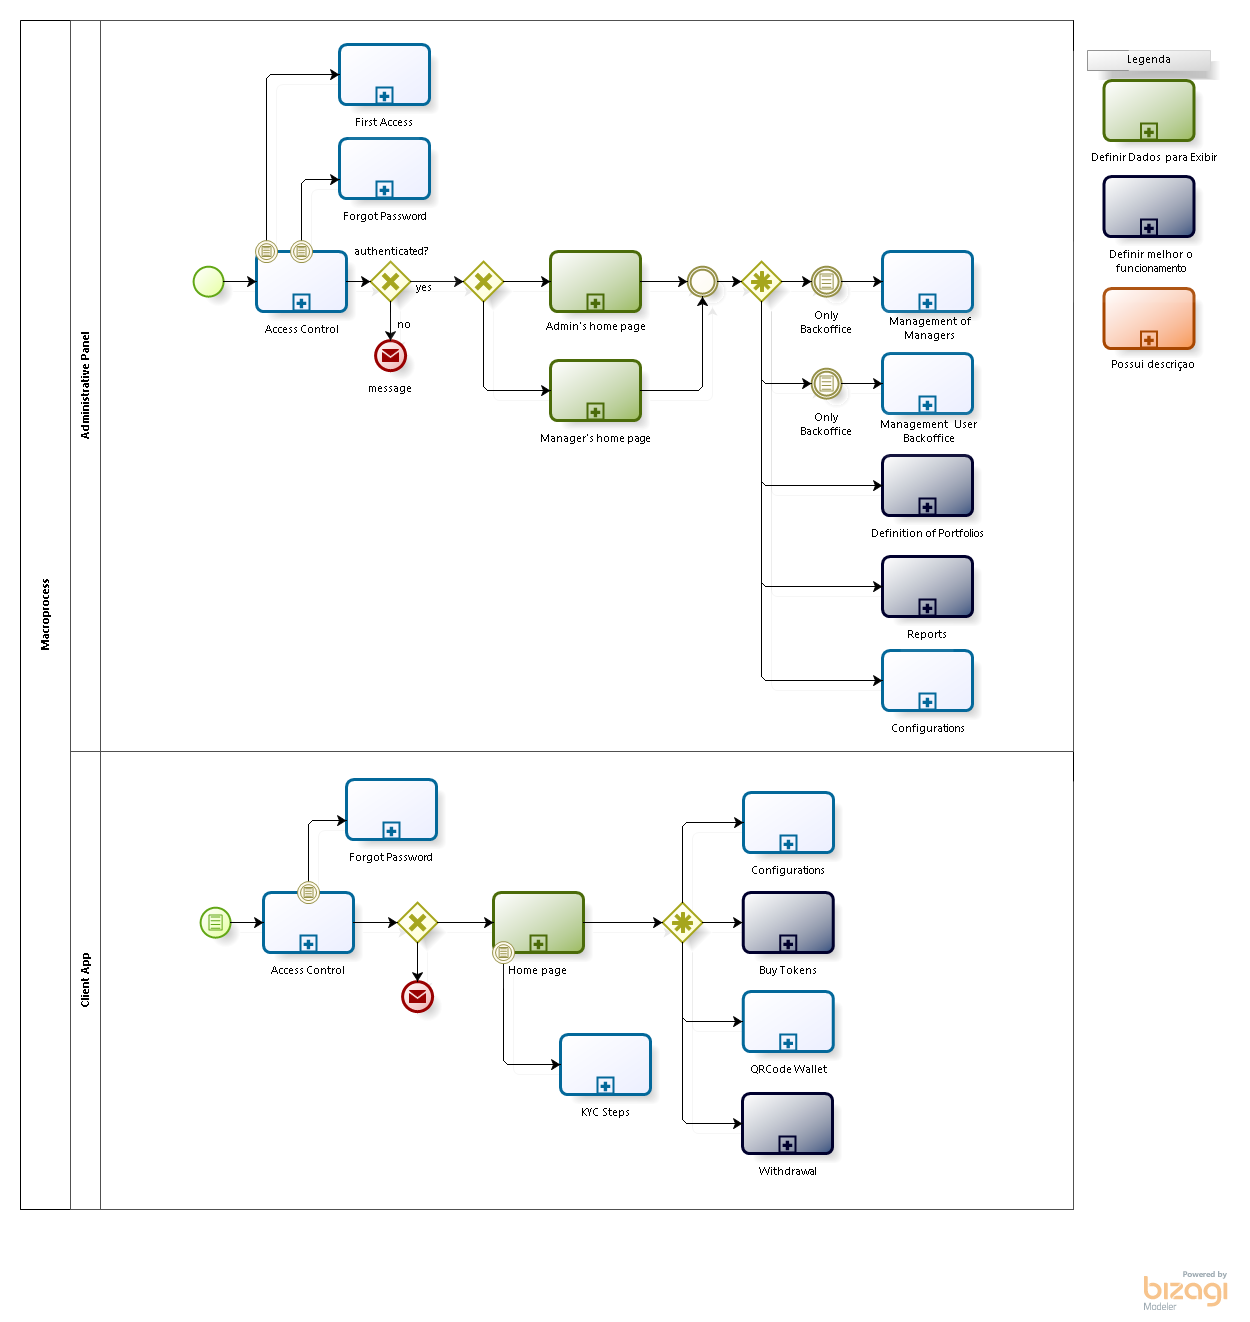 Macroprocess
Administrative Panel
First Access
Forgot Password
authenticated?
yes
no
Access Control
message
Admin's home page
Manager's home page
Only
Backoffice
Management of
Managers
Only
Backoffice
Management User
Backoffice
Definition of Portfolios
Reports
Configurations
Client App
Forgot Password
Access Control
Home page
KYC Steps
Configurations
Buy Tokens
QRCode Wallet
Withdrawal
Legenda
Definir Dados para Exibir
Definir melhor o
funcionamento
Possui descriçao
Powered by
bizagi
Modeler